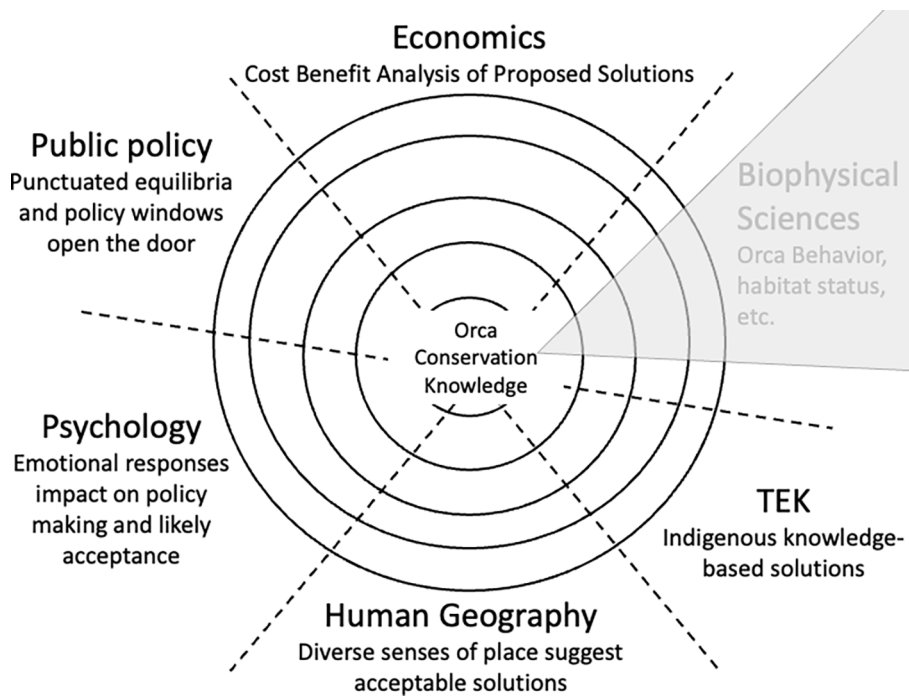 Economics
Cost Benefit Analysis of Proposed Solutions
Public policy
Punctuated equilibria
and policy windows
open the door
Biophysical
Sciences
Orca Behavior,
habitat status,
etc.
Orca
Conservation
Knowledge
Psychology
Emotional responses
impact on policy
making and likely
acceptance
TEK
Indigenous knowledge-
based solutions
Human Geography
Diverse senses of place suggest
acceptable solutions